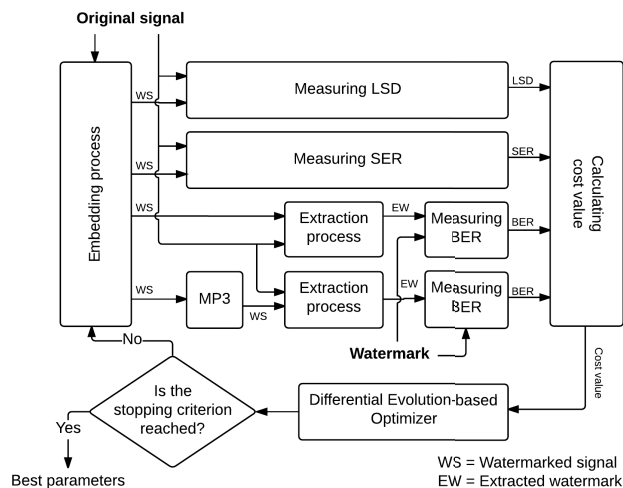 Original signal
Embedding process
WS
Measuring LSD
LSD
WS
Measuring SER
SER
Calculating
cost value
WS
Extraction
process
EW
Measuring
BER
BER
WS
MP3
WS
Extraction
process
EW
Measuring
BER
BER
Watermark
No
Cost value
Is the
stopping criterion
reached?
Differential Evolution-based
Optimizer
Yes
Best parameters
WS = Watermarked signal
EW = Extracted watermark